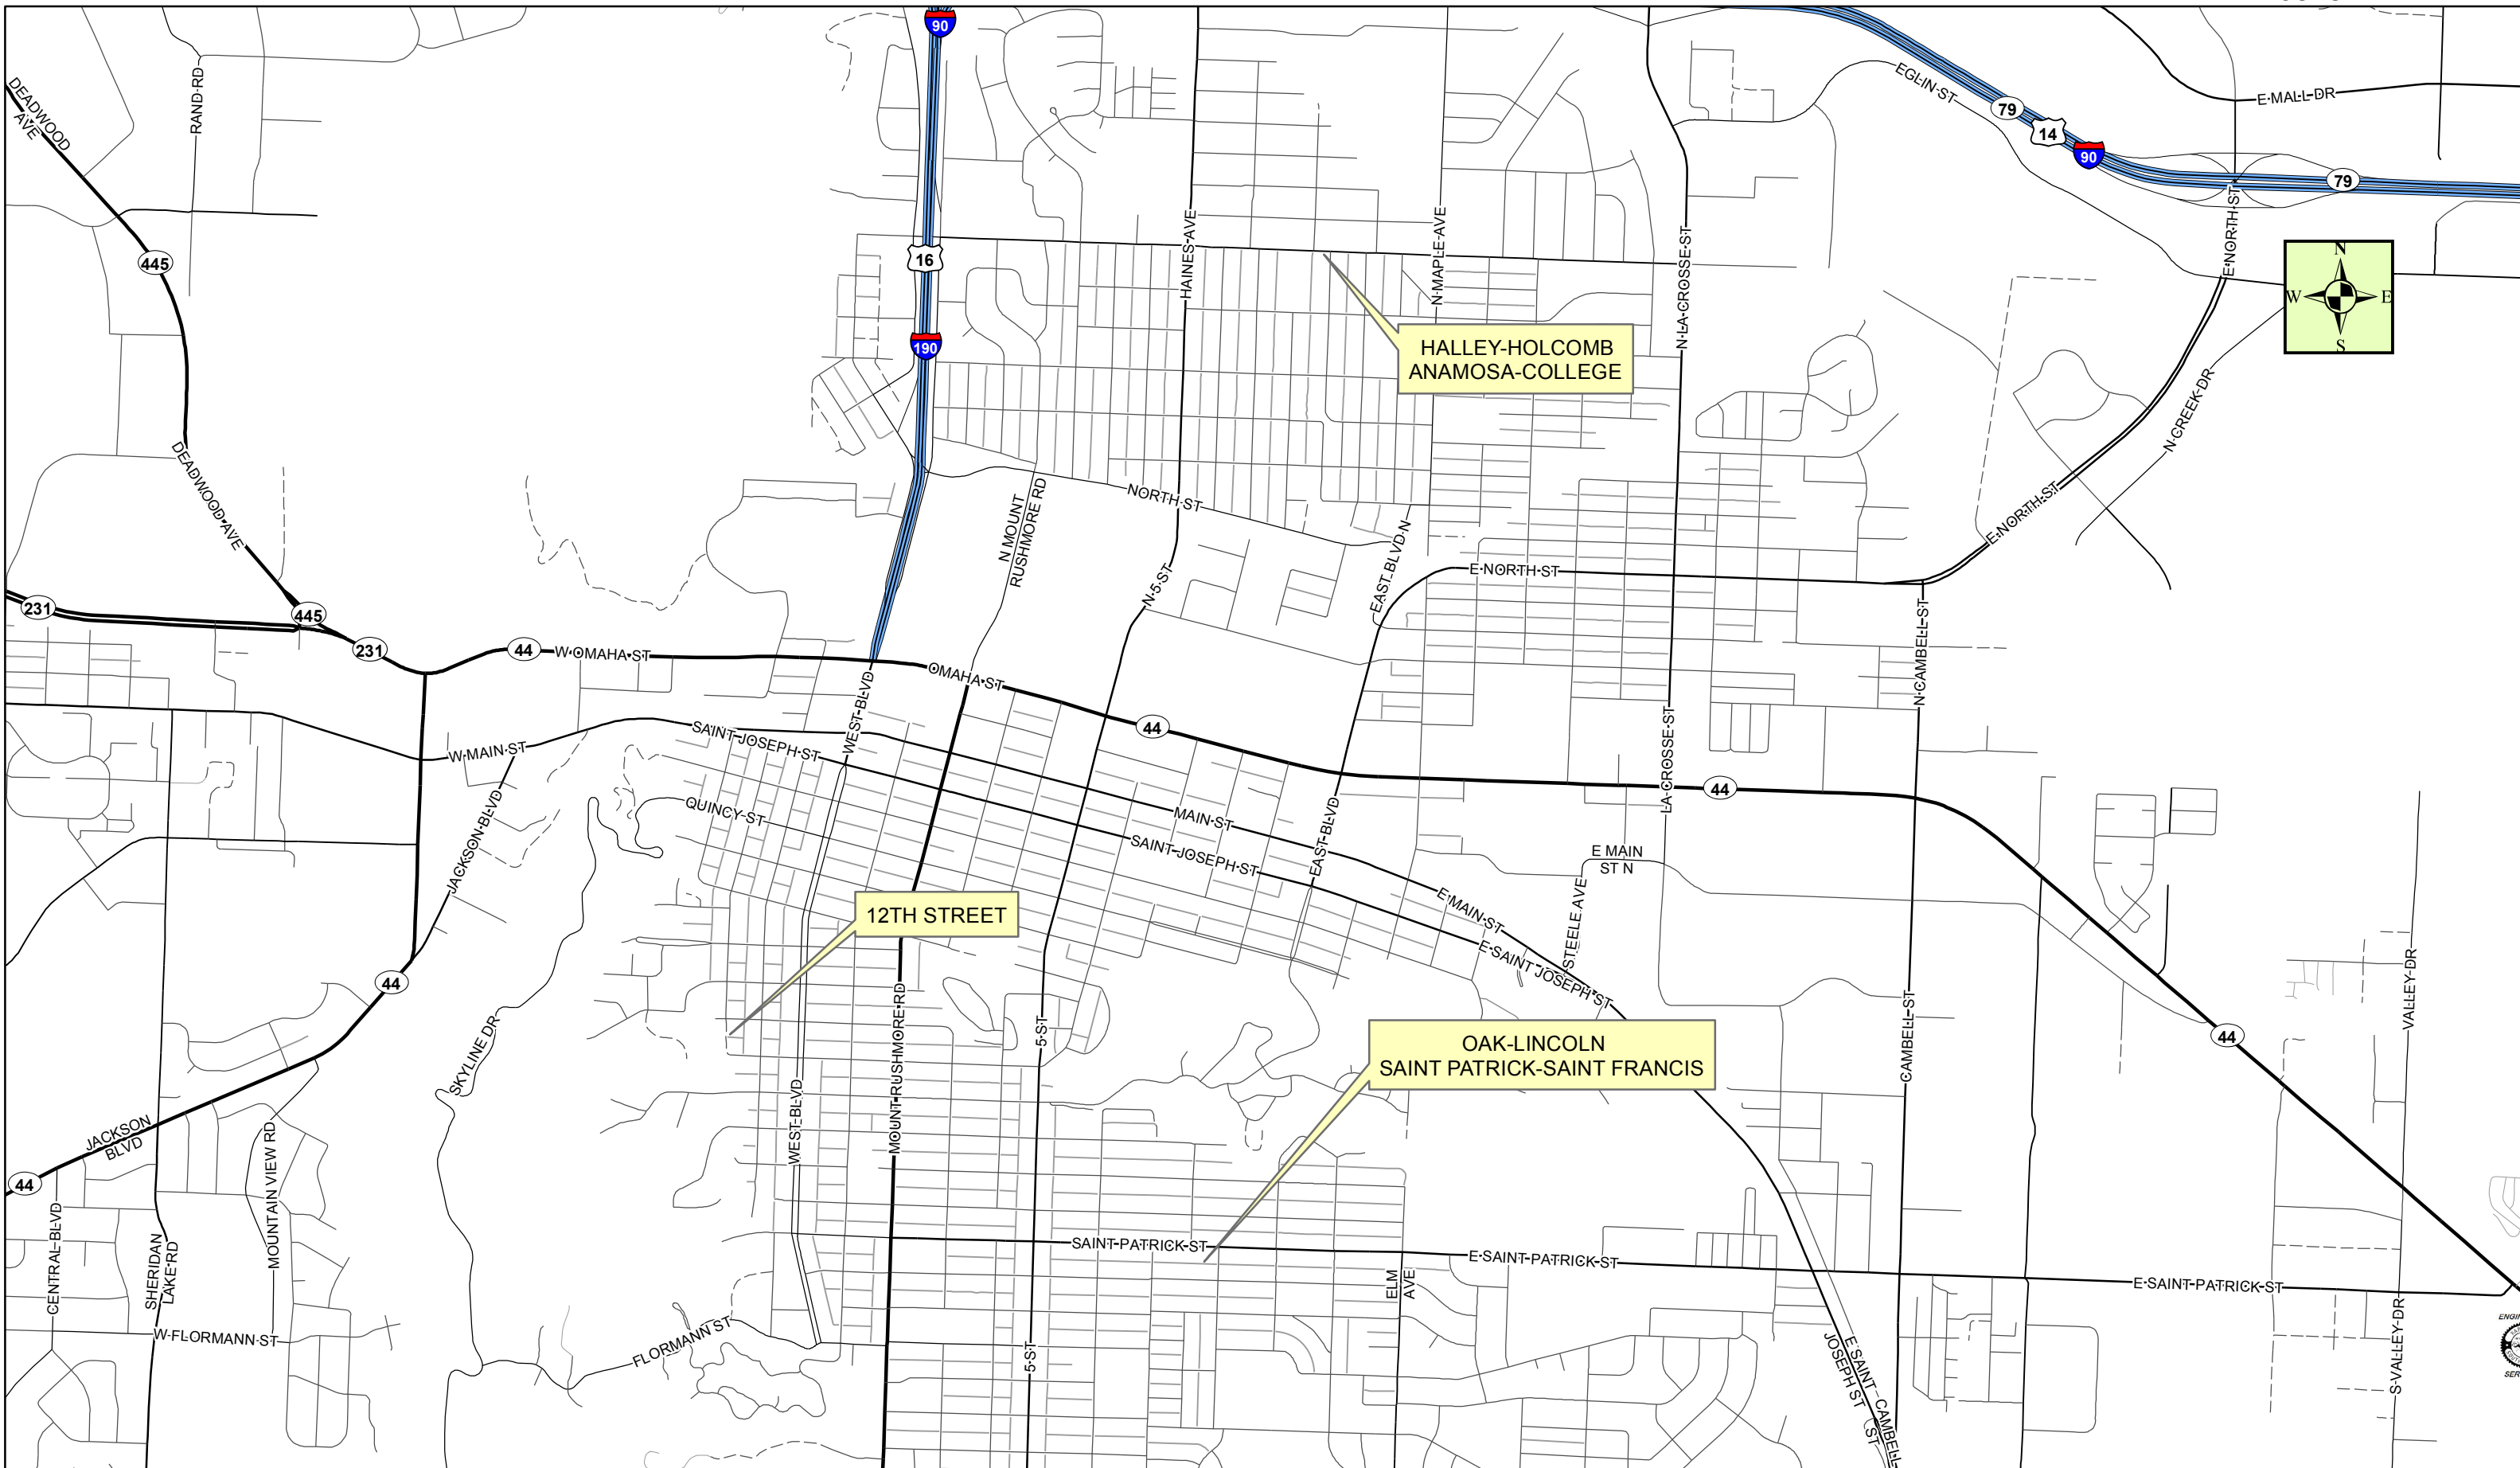 90
DEADWOOD
AVE
RAND RD
EGLIN ST
79
14
90
E MALL DR
79
445
HAINES AVE
N MAPLE AVE
N LA CROSSE ST
E NORTH ST
16
190
N
W
E
S
HALLEY-HOLCOMB
ANAMOSA-COLLEGE
N CREEK DR
DEADWOOD AVE
NORTH ST
N MOUNT
RUSHMORE RD
N 5 ST
EAST BLVD N
E NORTH ST
E NORTH ST
231
445
231
44
W OMAHA ST
OMAHA ST
44
N CAMBELL ST
WEST BLVD
SAINT JOSEPH ST
W MAIN ST
QUINCY ST
JACKSON BLVD
MAIN ST
SAINT JOSEPH ST
EAST BLVD
LA CROSSE ST
44
E MAIN
ST N
E MAIN ST
STEELE AVE
E SAINT JOSEPH ST
12TH STREET
44
SKYLINE DR
MOUNT RUSHMORE RD
5 ST
WEST BLVD
OAK-LINCOLN
SAINT PATRICK-SAINT FRANCIS
CAMBELL ST
VALLEY DR
44
JACKSON
BLVD
44
CENTRAL BLVD
SHERIDAN
LAKE RD
MOUNTAIN VIEW RD
W FLORMANN ST
FLORMANN ST
SAINT PATRICK ST
E SAINT PATRICK ST
ELM
AVE
5 ST
E SAINT PATRICK ST
S VALLEY DR
E SAINT
JOSEPH ST
CAMBELL
ST